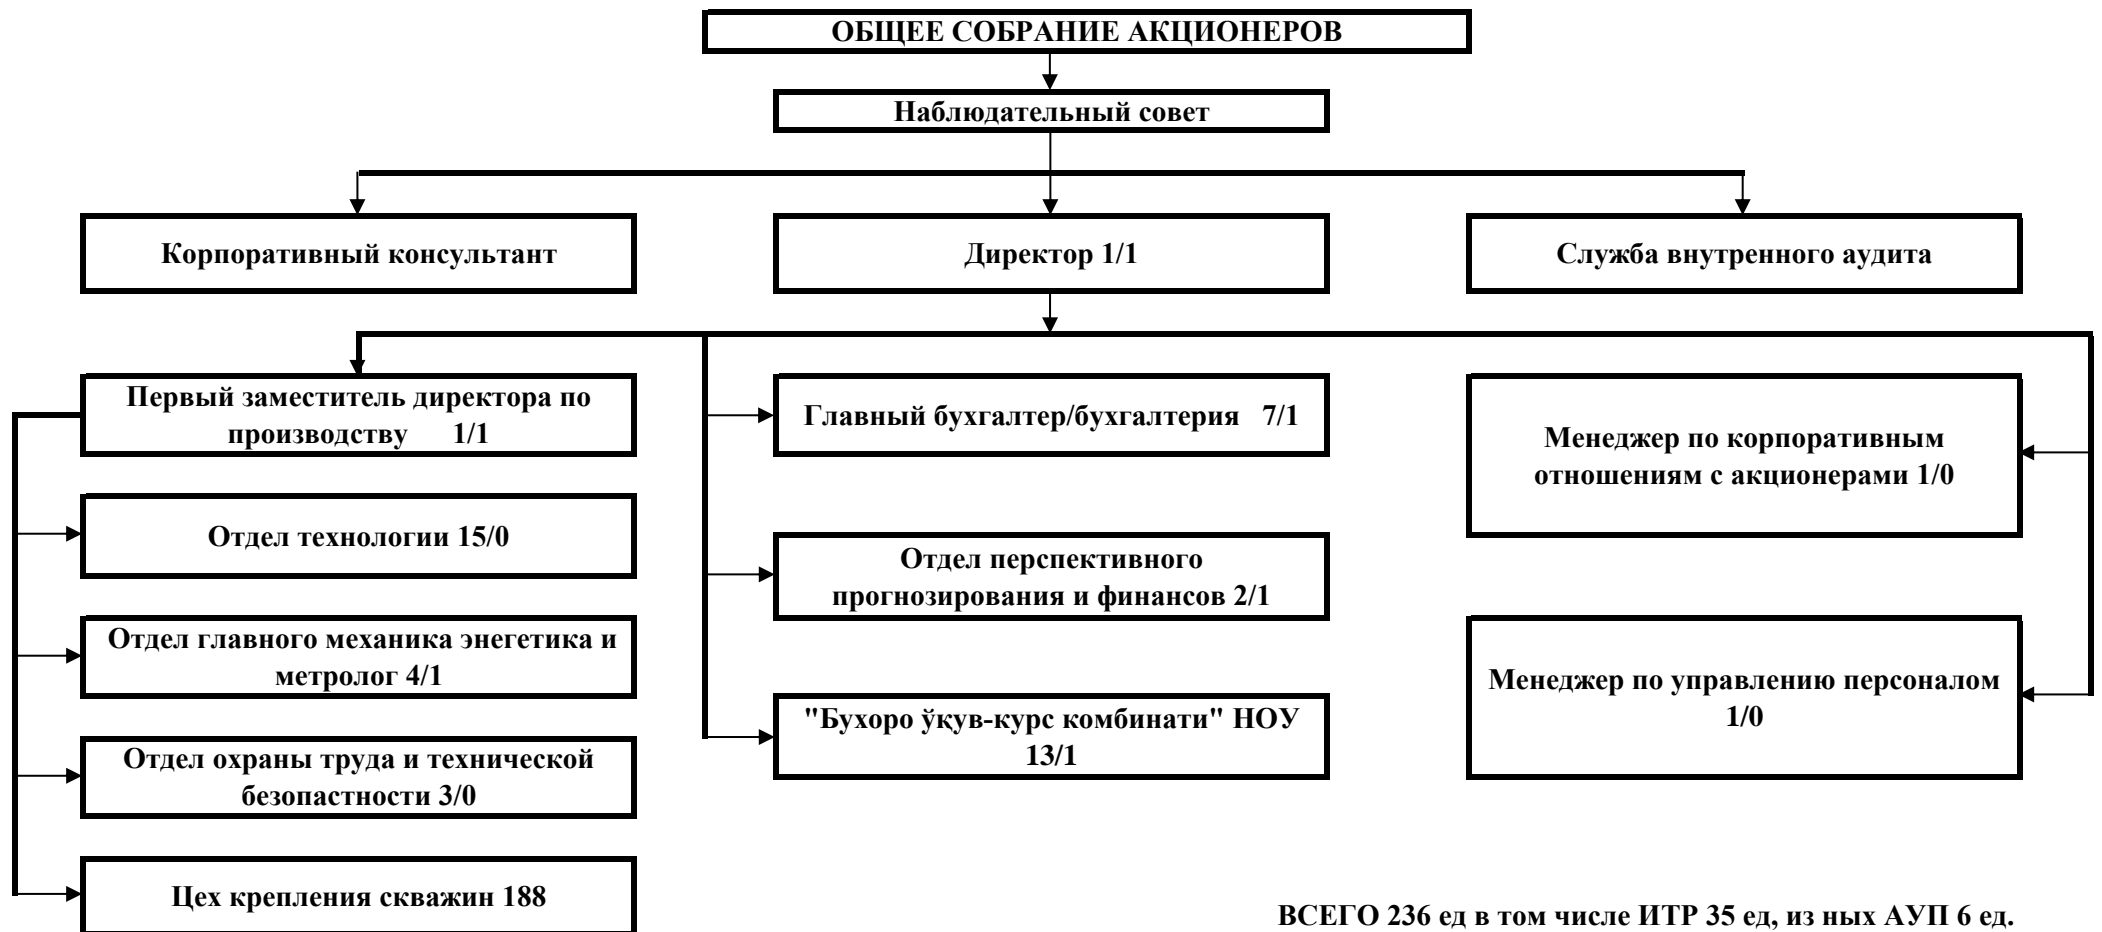 ОБЩЕЕ СОБРАНИЕ АКЦИОНЕРОВ
Наблюдательный совет
Корпоративный консультант
Директор 1/1
Служба внутренного аудита
Первый заместитель директора по
производству 1/1
Отдел технологии 15/0
Отдел главного механика энегетика и
метролог 4/1
Отдел охраны труда и технической
безопастности 3/0
Цех крепления скважин 188
Главный бухгалтер/бухгалтерия 7/1
Отдел перспективного
прогнозирования и финансов 2/1
"Бухоро ўқув-курс комбинати" НОУ
13/1
Менеджер по корпоративным
отношениям с акционерами 1/0
Менеджер по управлению персоналом
1/0
ВСЕГО 236 ед в том числе ИТР 35 ед, из ных АУП 6 ед.